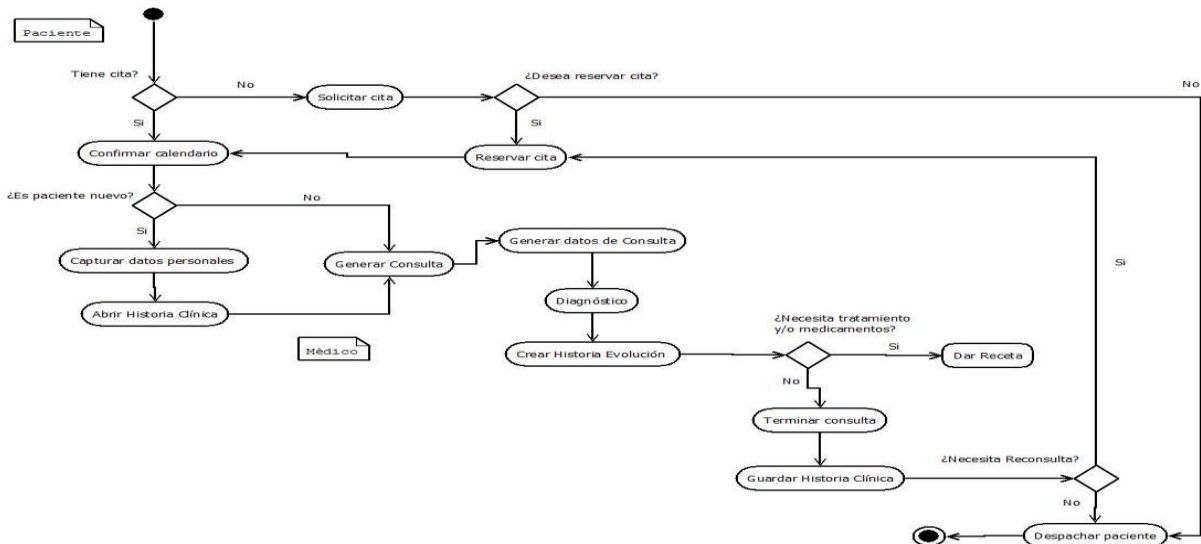 Paciente
Tiene cita?
No
Solicitar cita
¿Desea reservar cita?
No
Si
Si
Confirmar calendario
Reservar cita
¿Es paciente nuevo?
No
Si
Capturar datos personales
Generar Consulta
Generar datos de Consulta
Si
Abrir Historia Clínica
Diagnóstico
Mèdico
¿Necesita tratamiento
y/o medicamentos?
Crear Historia Evolución
Si
Dar Receta
No
Terminar consulta
¿Necesita Reconsulta?
Guardar Historia Clínica
No
Despachar paciente